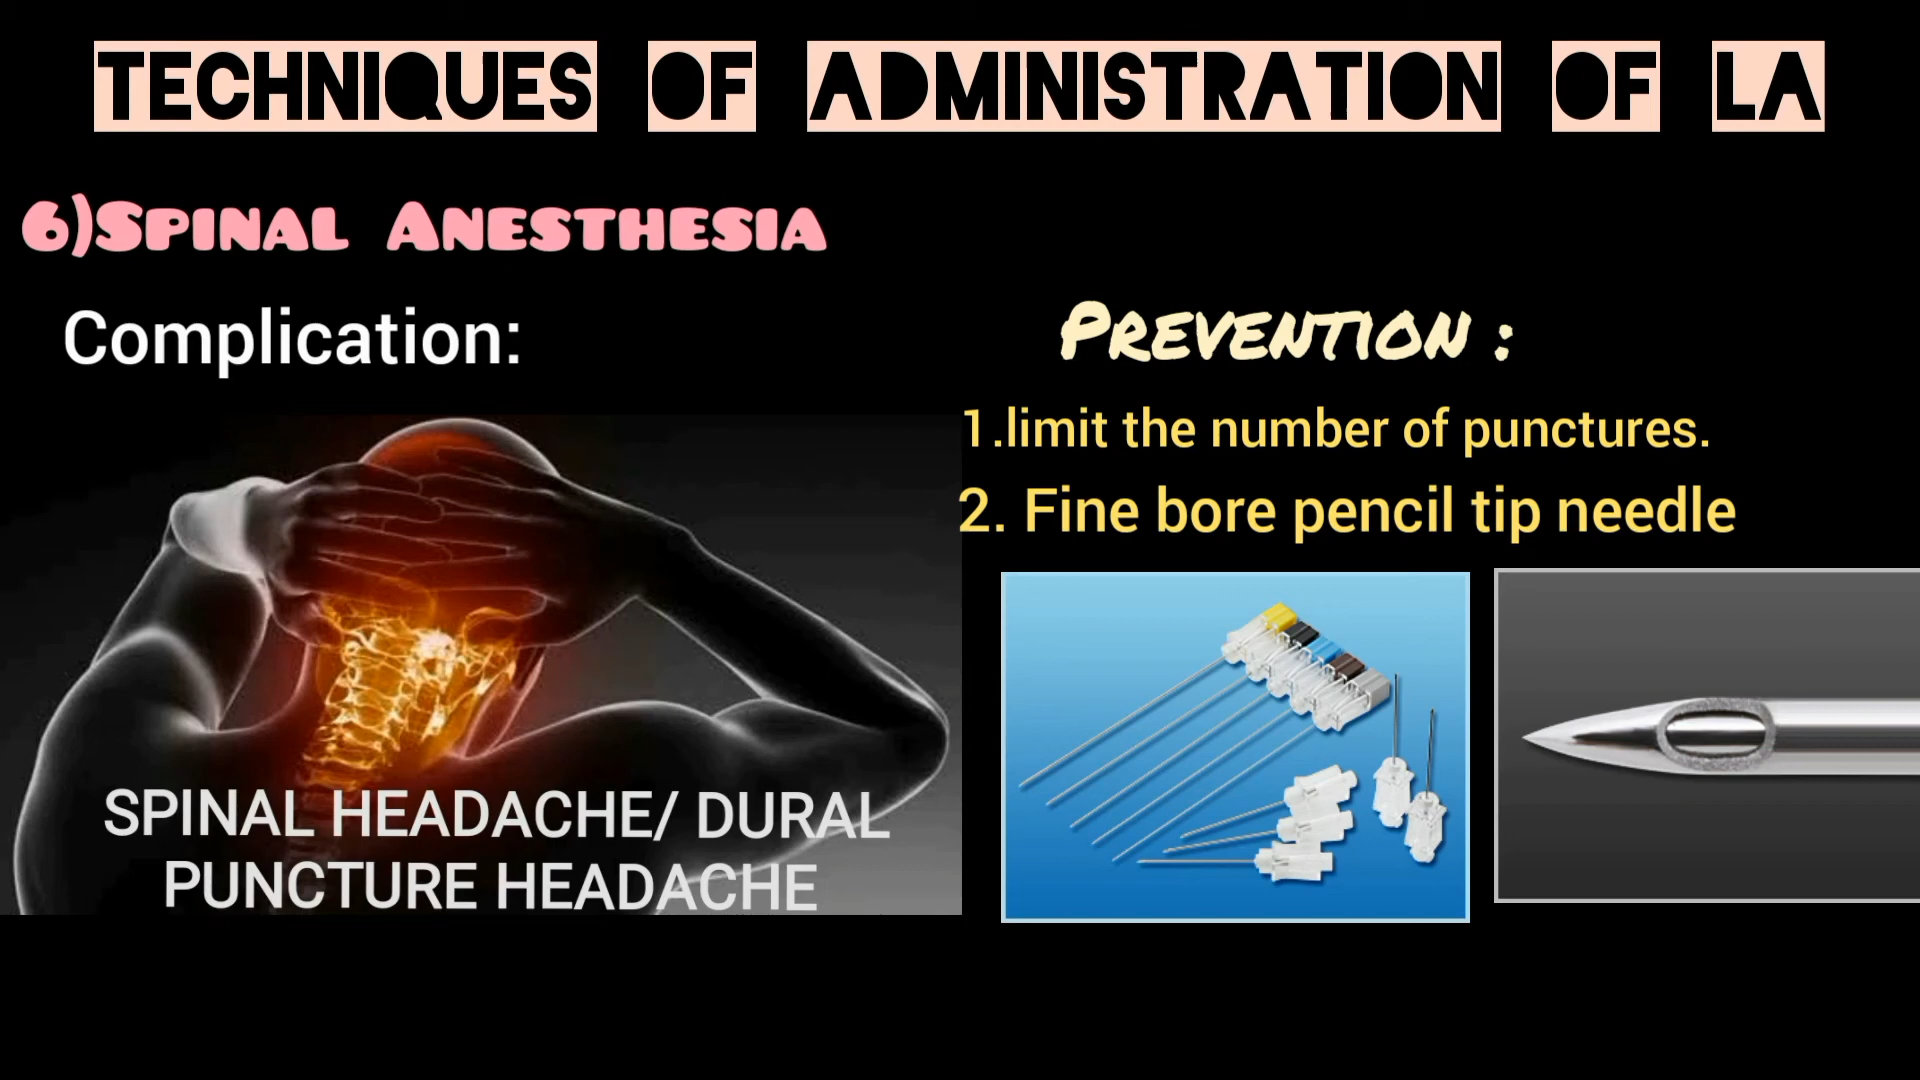 TECHNIQUES OF ADMINISTRATION OF LA
6)SPINAL ANESTHESIA
Complication:
SPINAL HEADACHE/ DURAL
PUNCTURE HEADACHE
PREVENTION :
1.limit the number of punctures.
2. Fine bore pencil tip needle